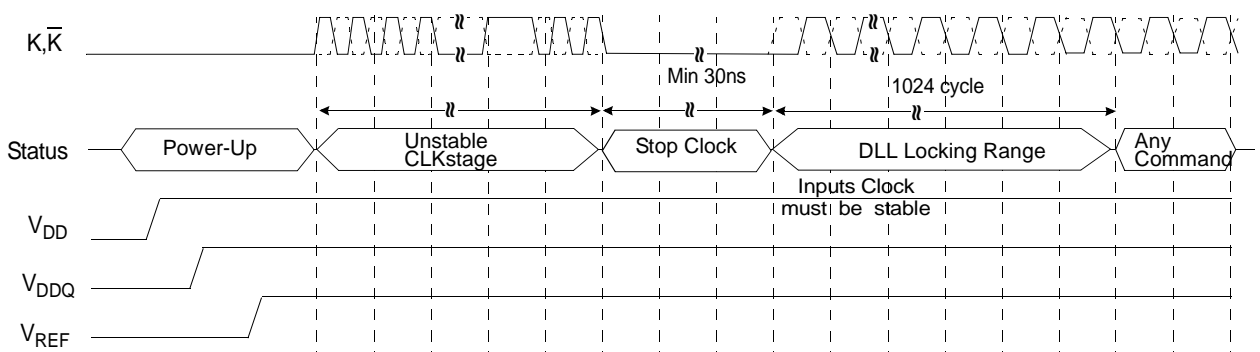 K,K̅
Min 30ns
1024 cycle
Status
Power-Up
Unstable
CLKstage
Stop Clock
DLL Locking Range
Any
Command
Inputs Clock
must be stable
VDD
VDDQ
VREF